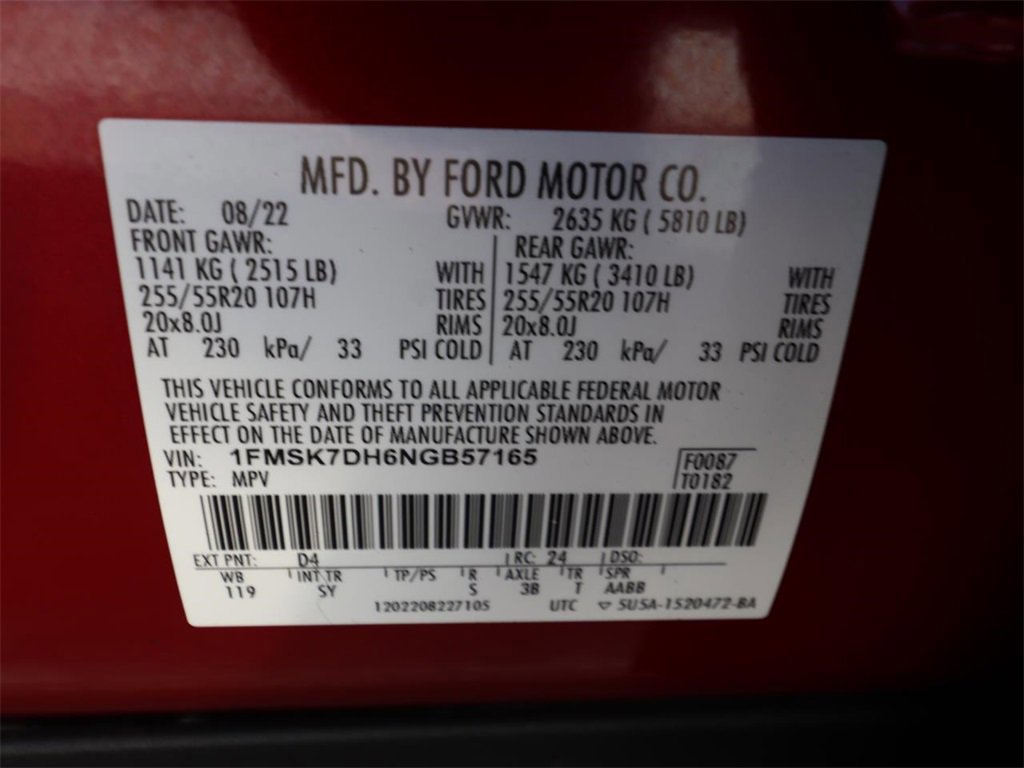 MFD. BY FORD MOTOR CO.
DATE: 08/22 GVWR: 2635 KG ( 5810 LB)
FRONT GAWR: REAR GAWR:
1141 KG ( 2515 LB) WITH 1547 KG ( 3410 LB) WITH
255/55R20 107H TIRES 255/55R20 107H TIRES
20x8.0J RIMS 20x8.0J RIMS
AT 230 kPa/ 33 PSI COLD AT 230 kPa/ 33 PSI COLD
THIS VEHICLE CONFORMS TO ALL APPLICABLE FEDERAL MOTOR
VEHICLE SAFETY AND THEFT PREVENTION STANDARDS IN
EFFECT ON THE DATE OF MANUFACTURE SHOWN ABOVE.
VIN: 1FMSK7DH6NGB57165 F0087
TYPE: MPV T0182
EXT PNT: D4 RC: 24 DSO:
WB INT TR TP/PS R AXLE TR SPR
119 SY S 3B T AABB
1202208227105 UTC ▽ 5U5A-1520472-BA